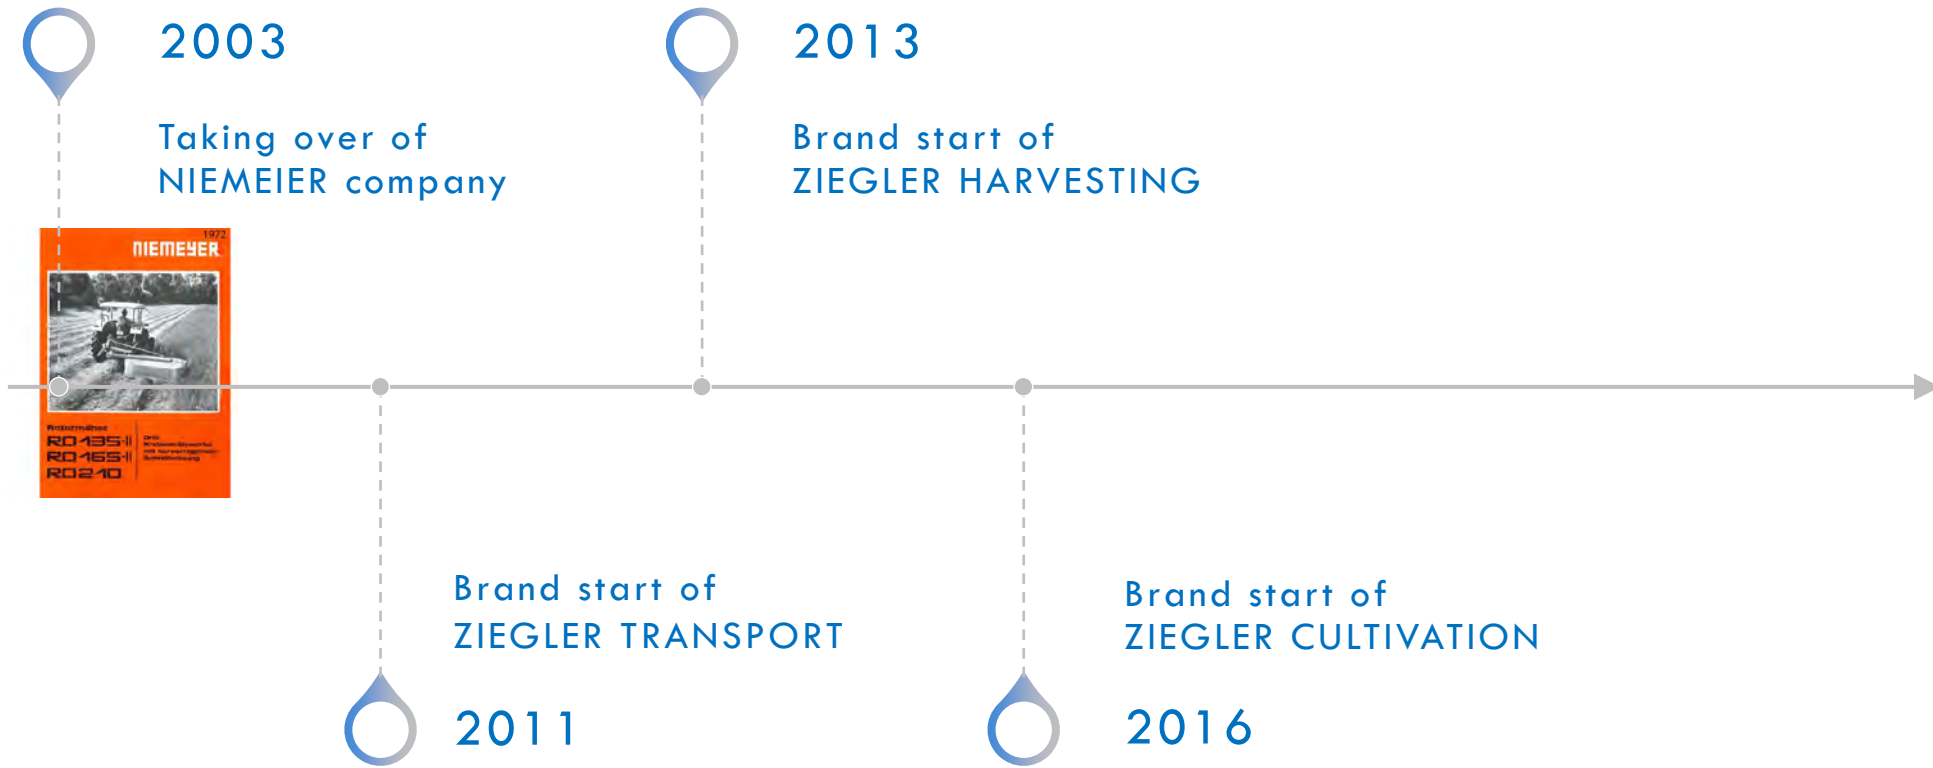 2003
Taking over of
NIEMEIER company
2013
Brand start of
ZIEGLER HARVESTING
1972
NIEMEYER
Rotormäher
RO 135-II
RO 165-II
RO 210
Brand start of
ZIEGLER TRANSPORT
2011
Brand start of
ZIEGLER CULTIVATION
2016